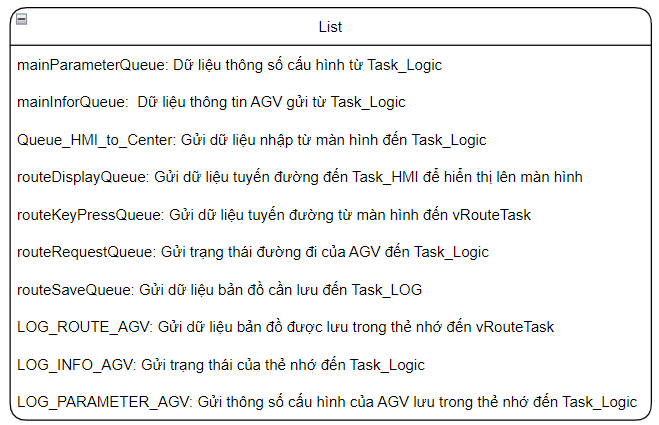 List
mainParameterQueue: Dữ liệu thông số cấu hình từ Task_Logic
mainInforQueue:  Dữ liệu thông tin AGV gửi từ Task_Logic
Queue_HMI_to_Center: Gửi dữ liệu nhập từ màn hình đến Task_Logic
routeDisplayQueue: Gửi dữ liệu tuyến đường đến Task_HMI để hiển thị lên màn hình
routeKeyPressQueue: Gửi dữ liệu tuyến đường từ màn hình đến vRouteTask
routeRequestQueue: Gửi trạng thái đường đi của AGV đến Task_Logic
routeSaveQueue: Gửi dữ liệu bản đồ cần lưu đến Task_LOG
LOG_ROUTE_AGV: Gửi dữ liệu bản đồ được lưu trong thẻ nhớ đến vRouteTask
LOG_INFO_AGV: Gửi trạng thái của thẻ nhớ đến Task_Logic
LOG_PARAMETER_AGV: Gửi thông số cấu hình của AGV lưu trong thẻ nhớ đến Task_Logic